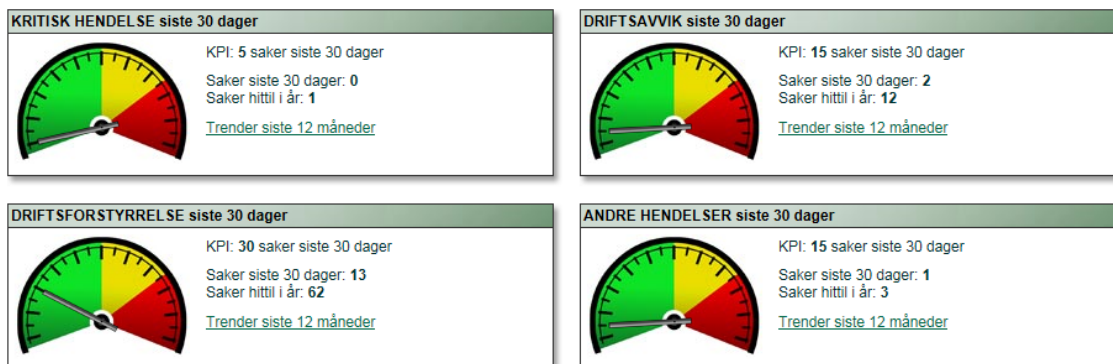 KRITISK HENDELSE siste 30 dager
KPI: 5 saker siste 30 dager
Saker siste 30 dager: 0
Saker hittil i år: 1
Trender siste 12 måneder
DRIFTSAVVIK siste 30 dager
KPI: 15 saker siste 30 dager
Saker siste 30 dager: 2
Saker hittil i år: 12
Trender siste 12 måneder
DRIFTSFORSTYRRELSE siste 30 dager
KPI: 30 saker siste 30 dager
Saker siste 30 dager: 13
Saker hittil i år: 62
Trender siste 12 måneder
ANDRE HENDELSER siste 30 dager
KPI: 15 saker siste 30 dager
Saker siste 30 dager: 1
Saker hittil i år: 3
Trender siste 12 måneder